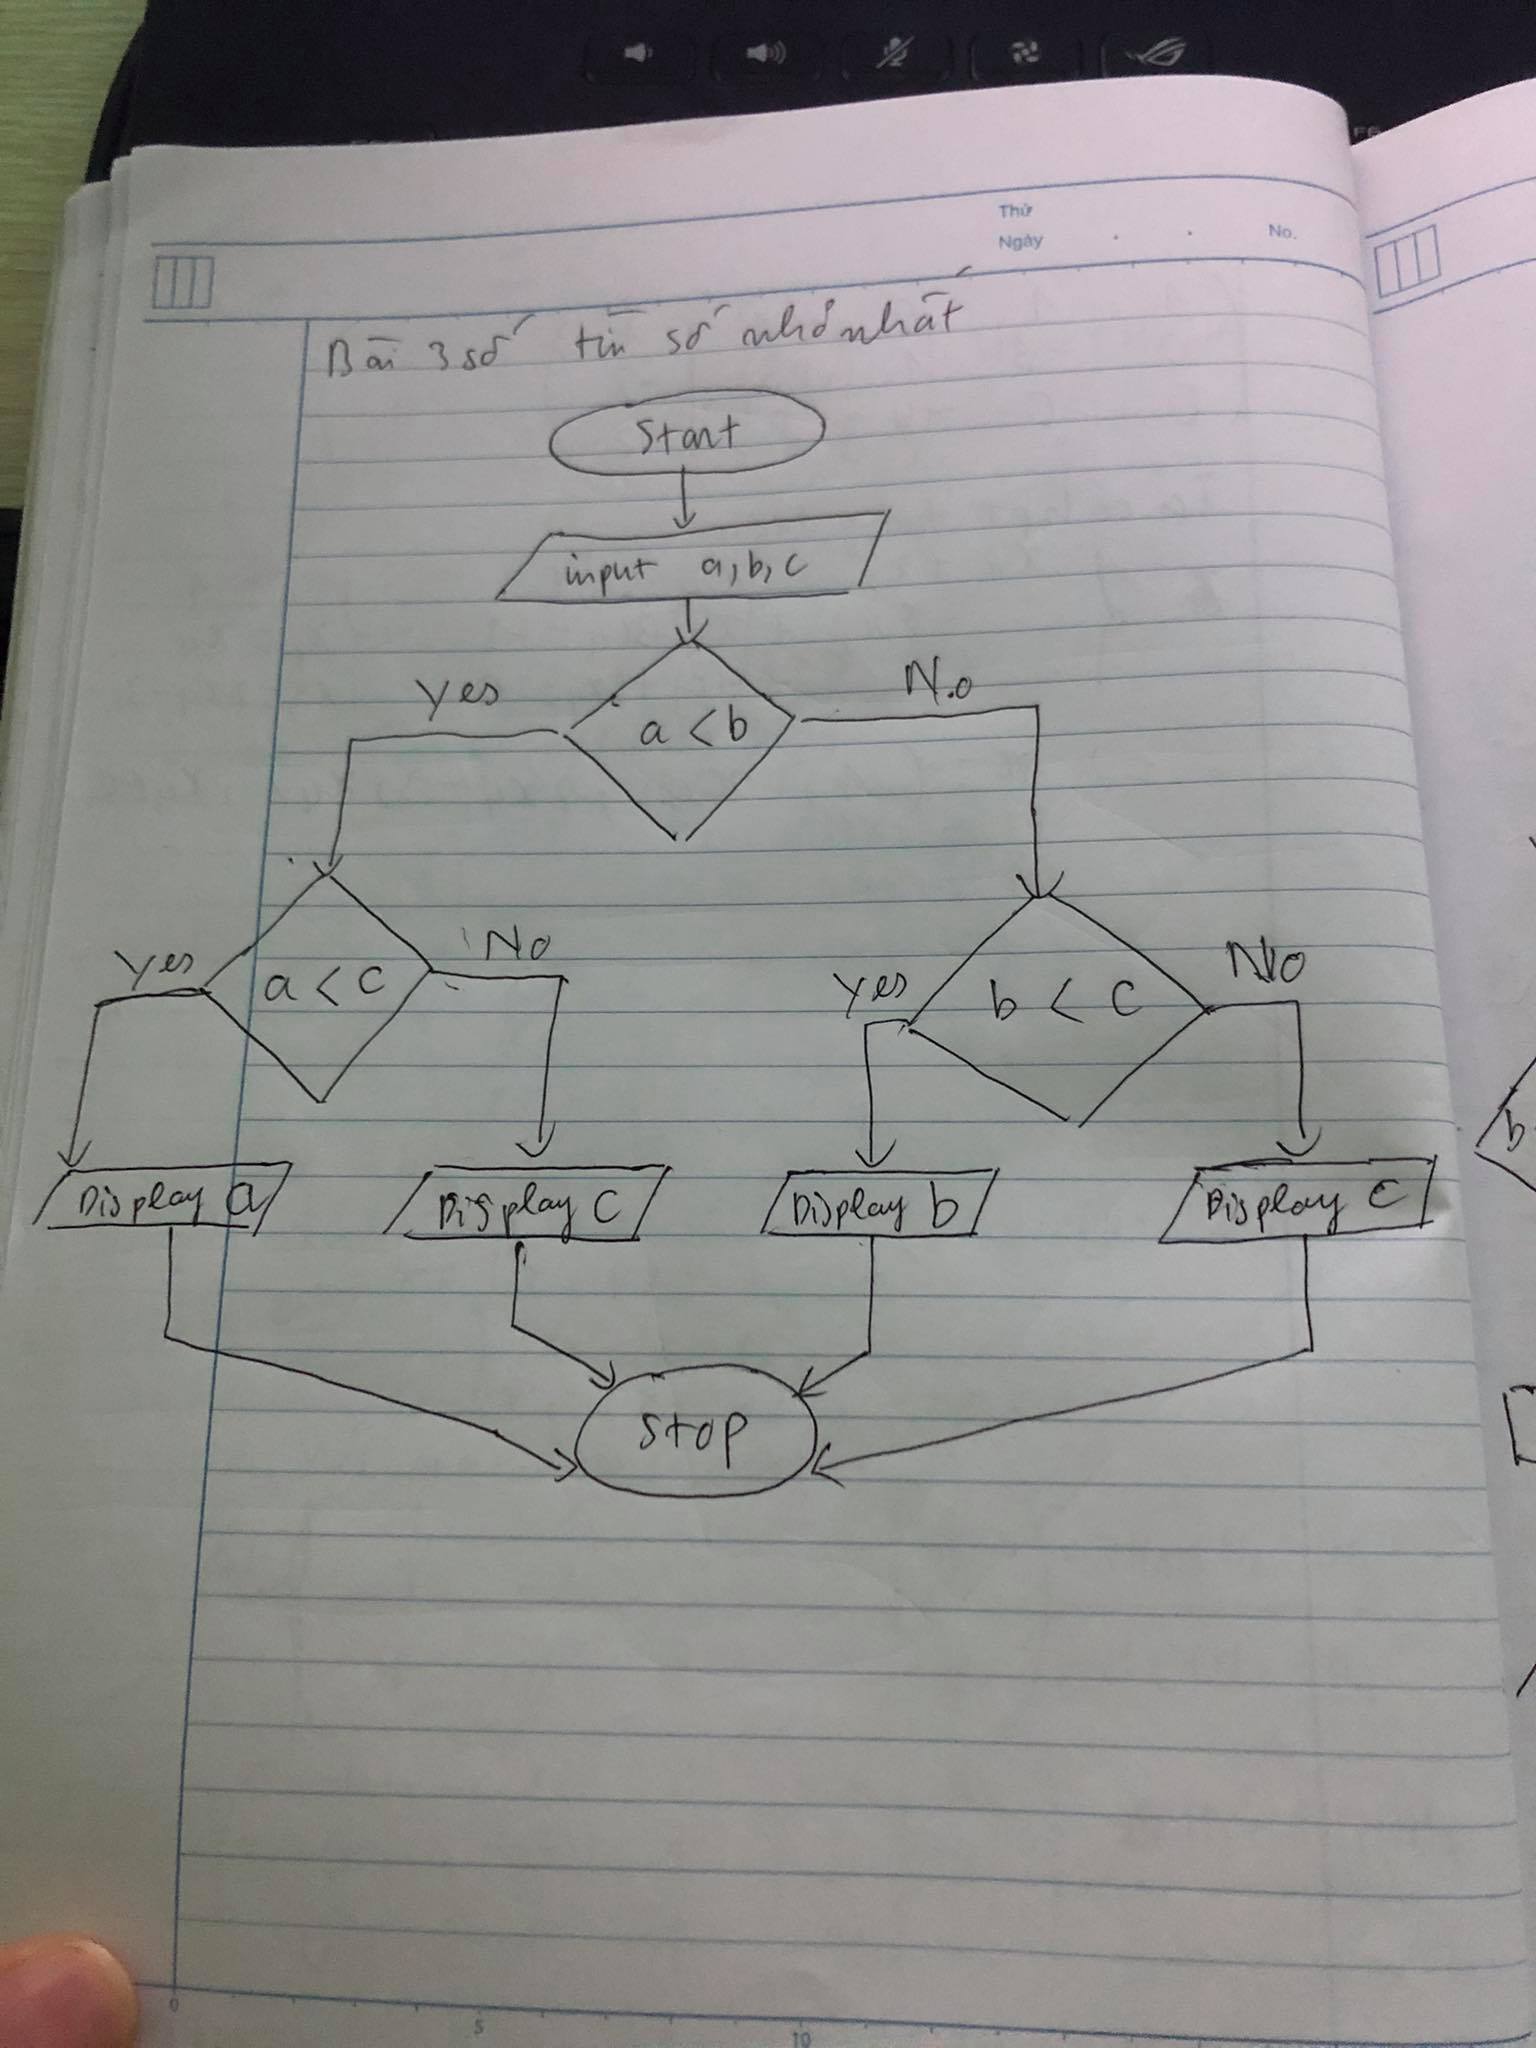 Thứ
Ngày
No.
Bài 3 số tìm số nhỏ nhất
Start
input a, b, c
Yes
a < b
No
Yes
a < c
No
Yes
b < c
No
Display a
Display c
Display b
Display c
Stop
b
0
5
10